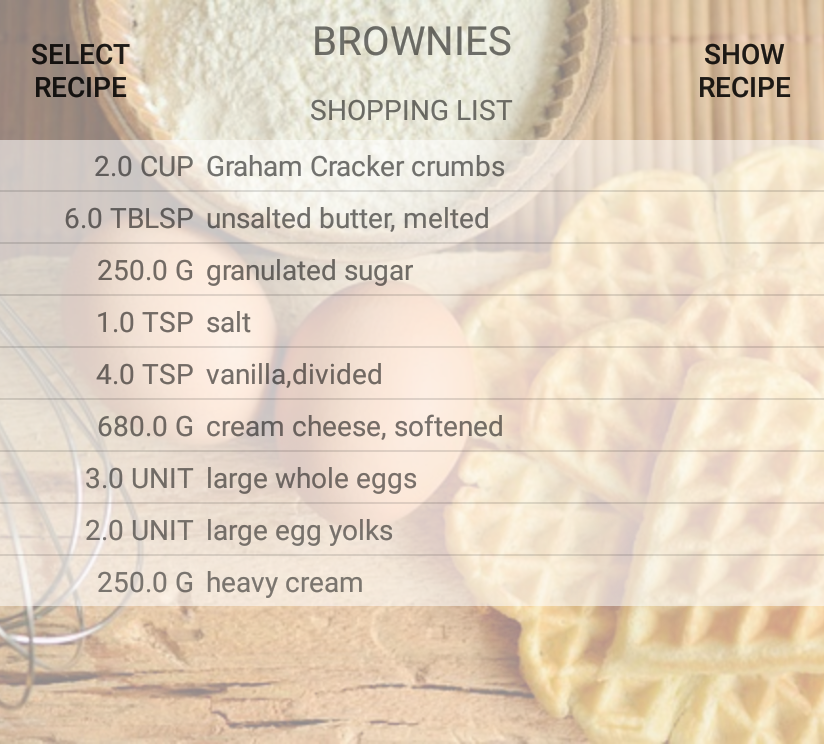 SELECT
RECIPE
BROWNIES
SHOPPING LIST
SHOW
RECIPE
2.0 CUP Graham Cracker crumbs
6.0 TBLSP unsalted butter, melted
250.0 G granulated sugar
1.0 TSP salt
4.0 TSP vanilla,divided
680.0 G cream cheese, softened
3.0 UNIT large whole eggs
2.0 UNIT large egg yolks
250.0 G heavy cream